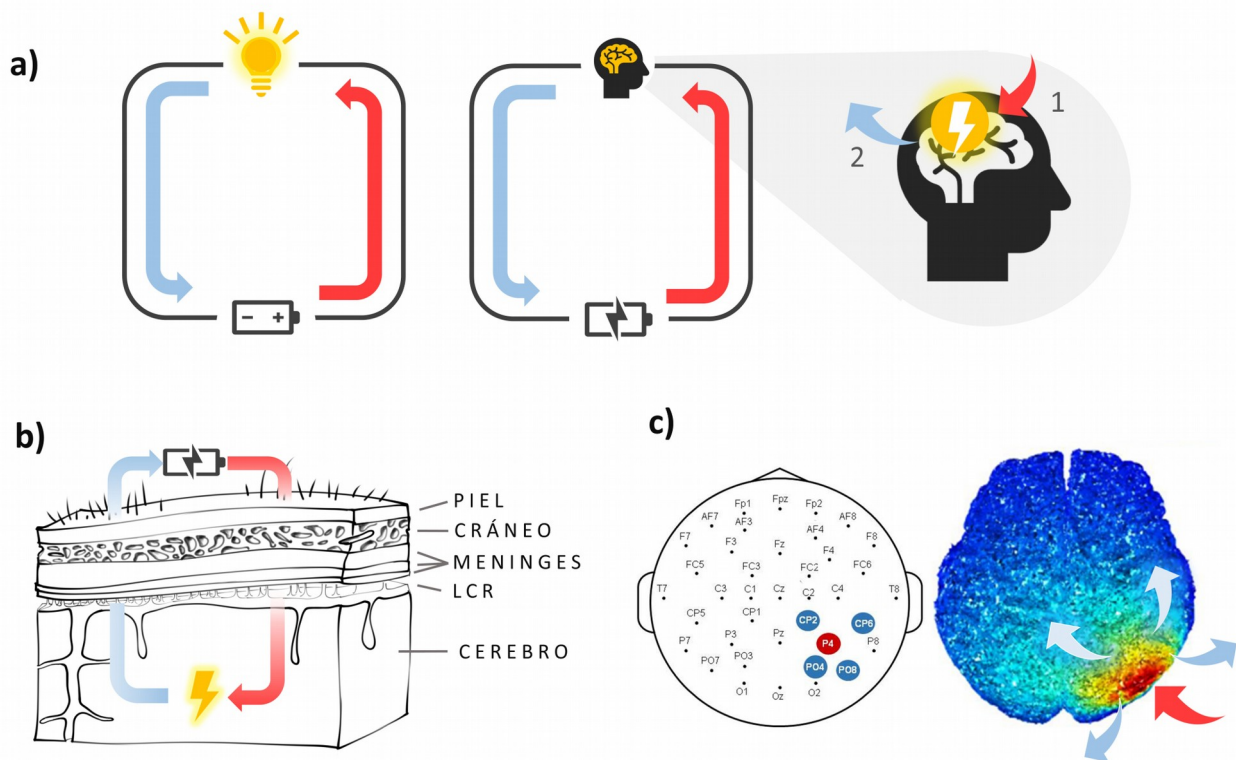 a)
- +
1
2
b)
PIEL
CRÁNEO
MENINGES
LCR
CEREBRO
c)
Fp1 Fpz Fp2
AF7 AF3 AF4 AF8
F7 F3 Fz F4 F8
FC5 FC3 FC2 FC6
T7 C3 C1 Cz C2 C4 T8
CP5 CP1 CP2 CP6
P7 P3 Pz P4 P8
PO7 PO3 PO4 PO8
O1 Oz O2